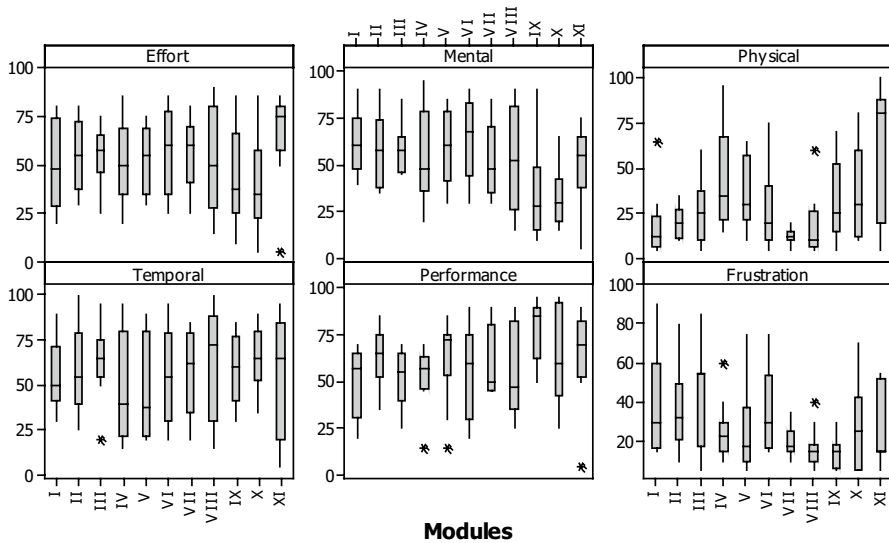 I II III IV V VI VII VIII IX X XI
Effort Mental Physical
100 100
75 75 75
50 50 50
25 25 25
0 0 0
Temporal Performance Frustration
100 100 100
75 75 80
50 50 60
25 25 40
0 0 20
I II III IV V VI VII VIII IX X XI I II III IV V VI VII VIII IX X XI
Modules